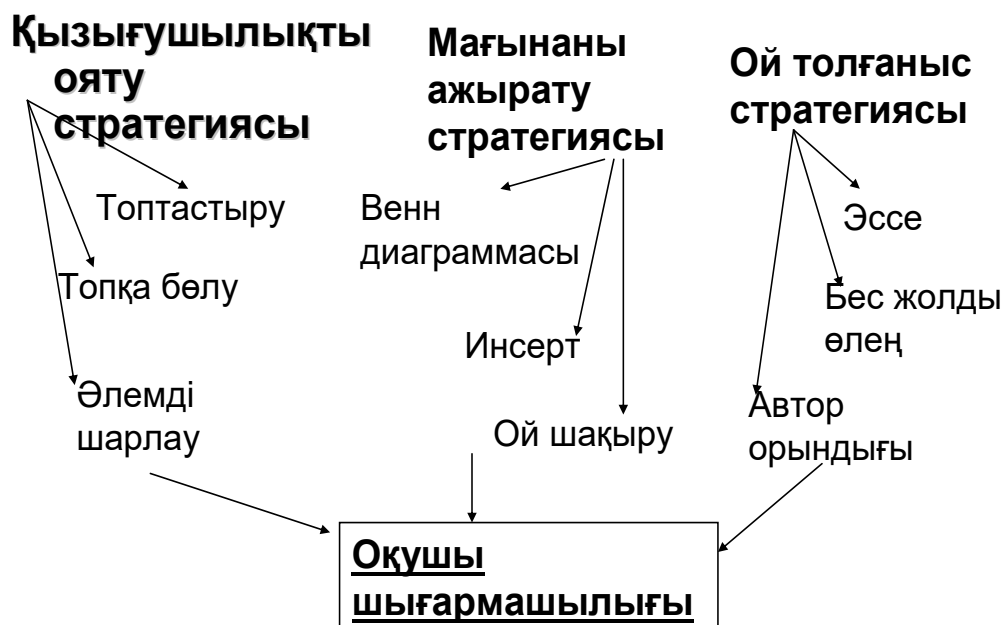 Қызығушылықты
ояту
стратегиясы
Топтастыру
Топқа бөлу
Әлемді
шарлау
Мағынаны
ажырату
стратегиясы
Венн
диаграммасы
Инсерт
Ой шақыру
Ой толғаныс
стратегиясы
Эссе
Бес жолды
өлең
Автор
орындығы
Оқушы
шығармашылығы